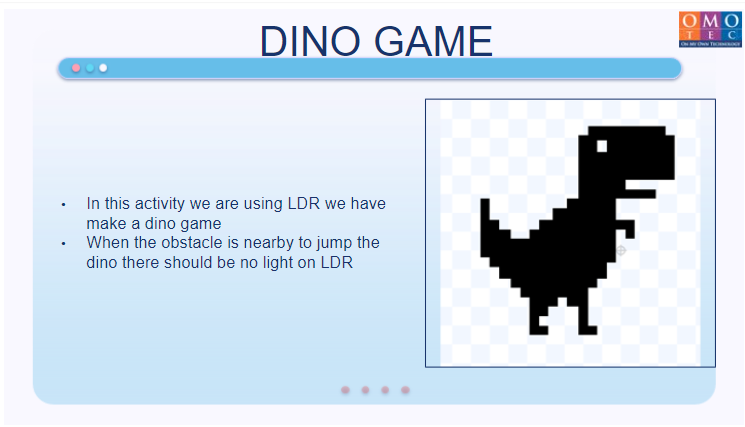 DINO GAME
OMO
TEC
ON MY OWN TECHNOLOGY
• In this activity we are using LDR we have
make a dino game
• When the obstacle is nearby to jump the
dino there should be no light on LDR